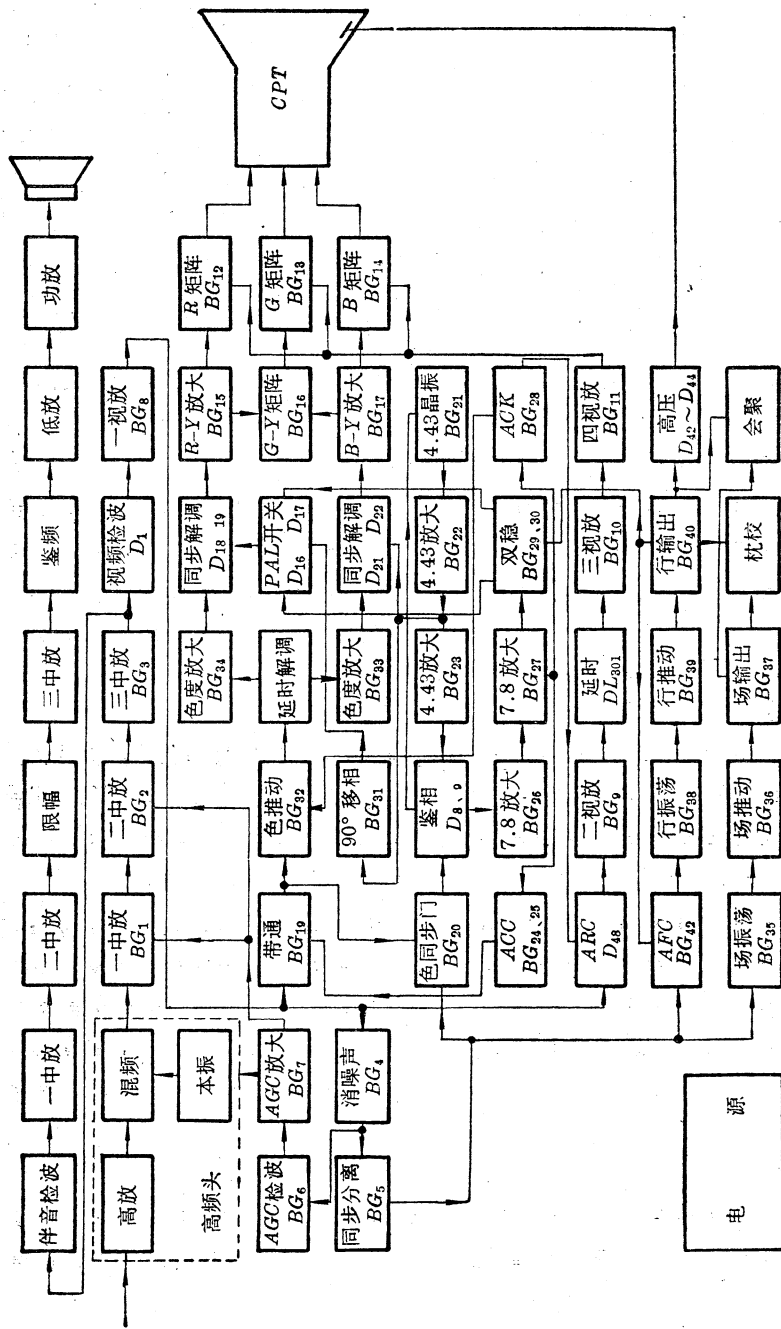 伴音检波
一中放
二中放
限幅
三中放
鉴频
低放
功放
高放
混频
本振
高频头
一中放
BG₁
二中放
BG₂
三中放
BG₃
视频检波
D₁
一视放
BG₈
AGC检波
BG₆
AGC放大
BG₇
带通
BG₁₉
色推动
BG₃₂
延时解调
色度放大
BG₃₄
同步解调
D₁₈ ₁₉
R-Y放大
BG₁₅
R矩阵
BG₁₂
G-Y矩阵
BG₁₆
G矩阵
BG₁₃
CPT
同步分离
BG₅
消噪声
BG₄
色同步门
BG₂₀
90°移相
BG₃₁
色度放大
BG₃₃
PAL开关
D₁₆ D₁₇
同步解调
D₂₁ D₂₂
B-Y放大
BG₁₇
B矩阵
BG₁₄
鉴相
D₈、₉
4.43放大
BG₂₃
4.43放大
BG₂₂
4.43晶振
BG₂₁
ACC
BG₂₄、₂₅
7.8放大
BG₂₆
7.8放大
BG₂₇
双稳
BG₂₉、₃₀
ACK
BG₂₈
ARC
D₄₈
二视放
BG₉
延时
DL₃₀₁
三视放
BG₁₀
四视放
BG₁₁
AFC
BG₄₂
行振荡
BG₃₈
行推动
BG₃₉
行输出
BG₄₀
高压
D₄₂～D₄₄
场振荡
BG₃₅
场推动
BG₃₆
场输出
BG₃₇
枕校
会聚
电 源